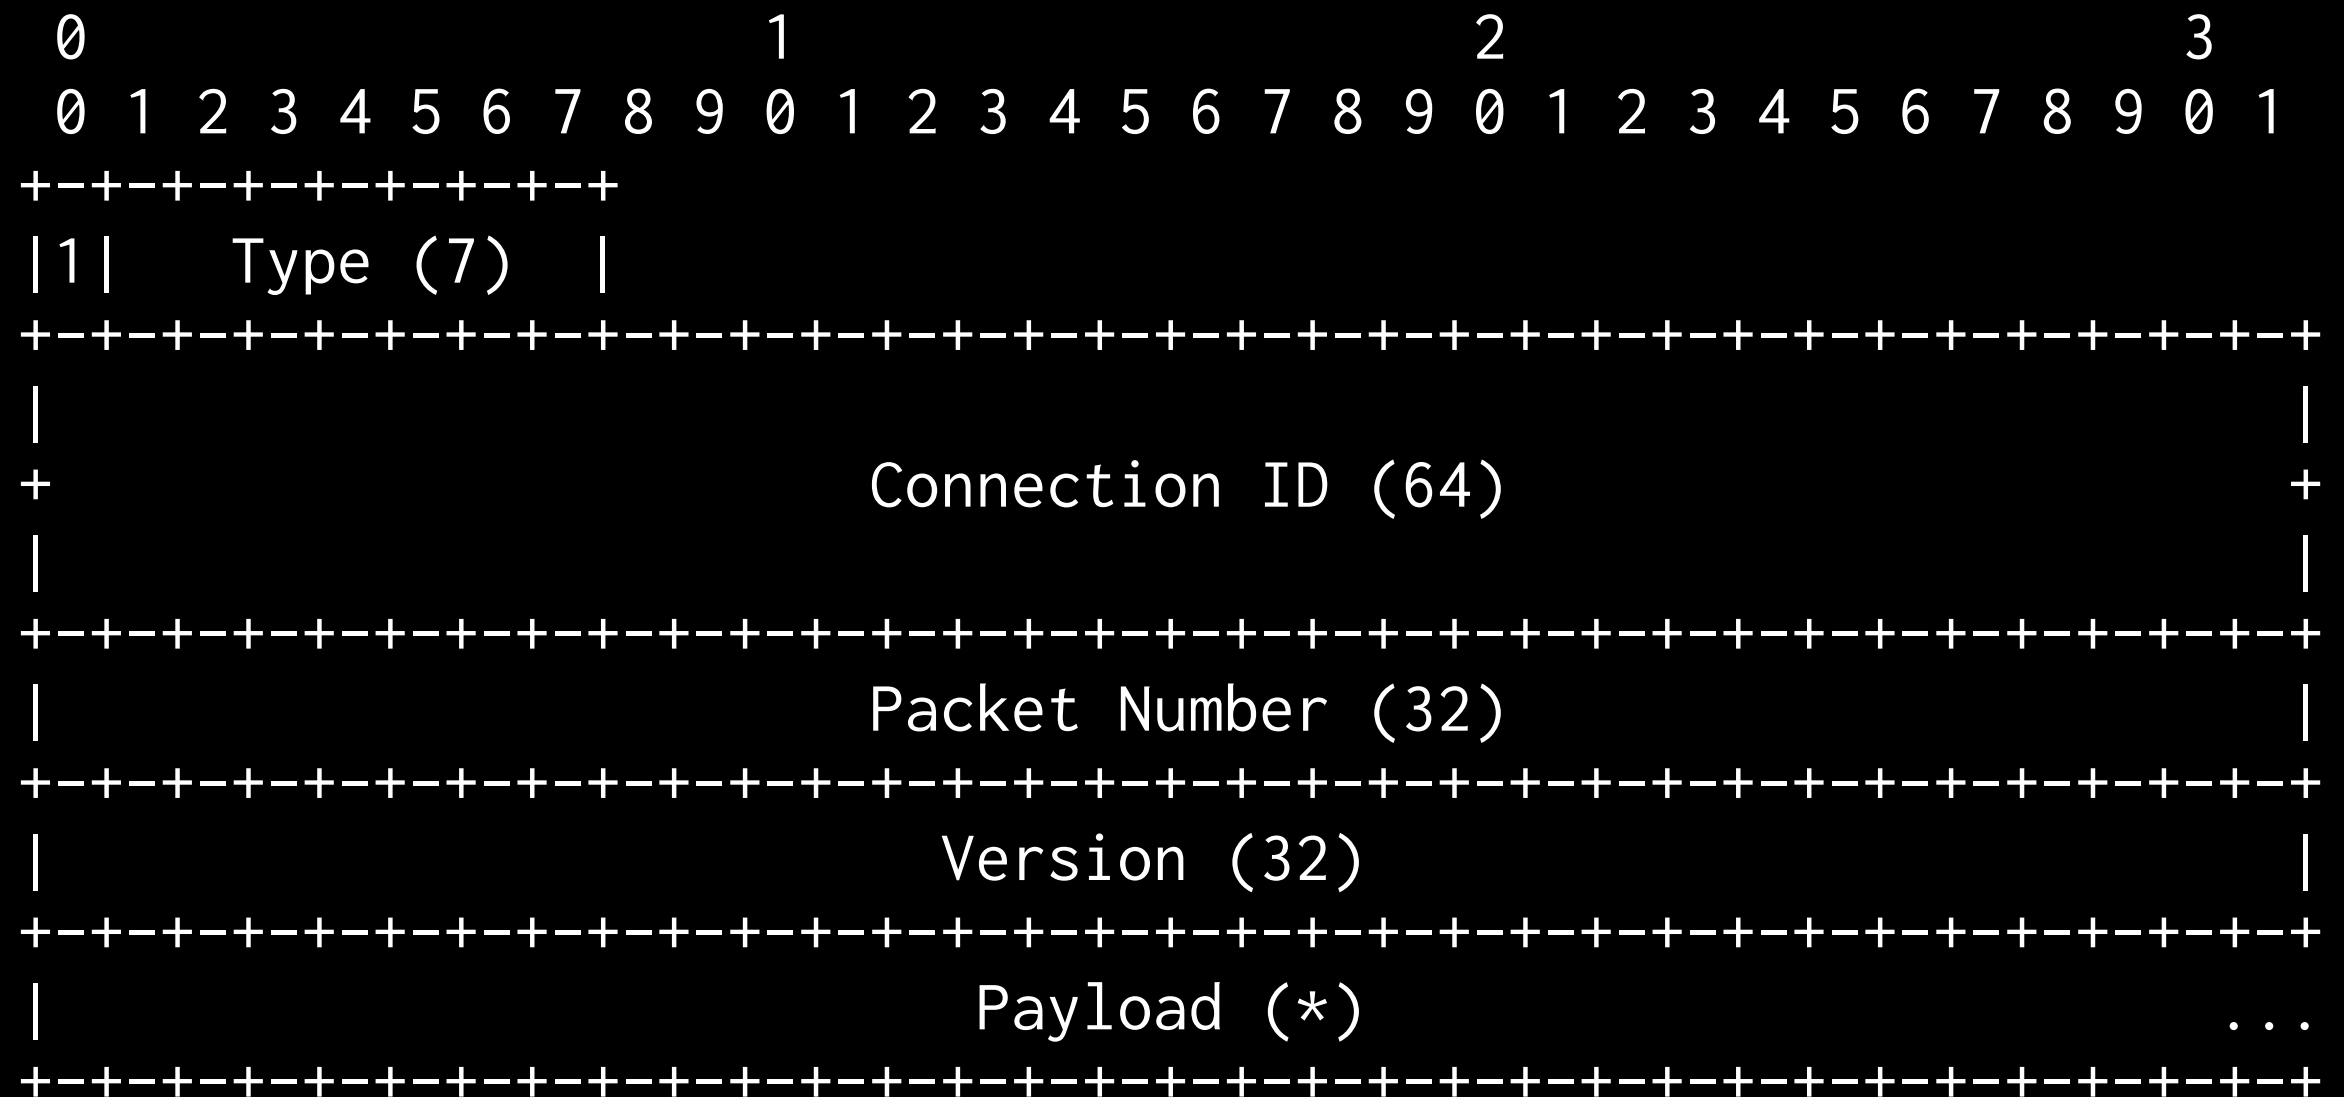 0                   1                   2                   3
 0 1 2 3 4 5 6 7 8 9 0 1 2 3 4 5 6 7 8 9 0 1 2 3 4 5 6 7 8 9 0 1
+-+-+-+-+-+-+-+-+
|1|   Type (7)  |
+-+-+-+-+-+-+-+-+-+-+-+-+-+-+-+-+-+-+-+-+-+-+-+-+-+-+-+-+-+-+-+-+
|                                                               |
+                       Connection ID (64)                      +
|                                                               |
+-+-+-+-+-+-+-+-+-+-+-+-+-+-+-+-+-+-+-+-+-+-+-+-+-+-+-+-+-+-+-+-+
|                       Packet Number (32)                      |
+-+-+-+-+-+-+-+-+-+-+-+-+-+-+-+-+-+-+-+-+-+-+-+-+-+-+-+-+-+-+-+-+
|                         Version (32)                          |
+-+-+-+-+-+-+-+-+-+-+-+-+-+-+-+-+-+-+-+-+-+-+-+-+-+-+-+-+-+-+-+-+
|                          Payload (*)                        ...
+-+-+-+-+-+-+-+-+-+-+-+-+-+-+-+-+-+-+-+-+-+-+-+-+-+-+-+-+-+-+-+-+